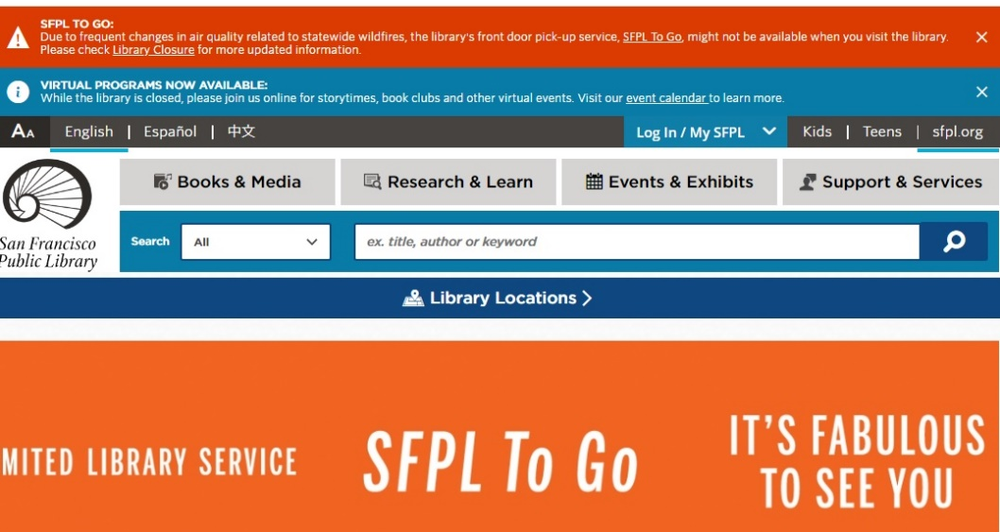 SFPL TO GO:
Due to frequent changes in air quality related to statewide wildfires, the library's front door pick-up service, SFPL To Go, might not be available when you visit the library.
Please check Library Closure for more updated information.
VIRTUAL PROGRAMS NOW AVAILABLE:
While the library is closed, please join us online for storytimes, book clubs and other virtual events. Visit our event calendar to learn more.
AA English | Español | 中文 Log In / My SFPL Kids | Teens | sfpl.org
Books & Media Research & Learn Events & Exhibits Support & Services
San Francisco
Public Library
Search All ex. title, author or keyword
Library Locations >
MITED LIBRARY SERVICE
SFPL To Go
IT'S FABULOUS
TO SEE YOU